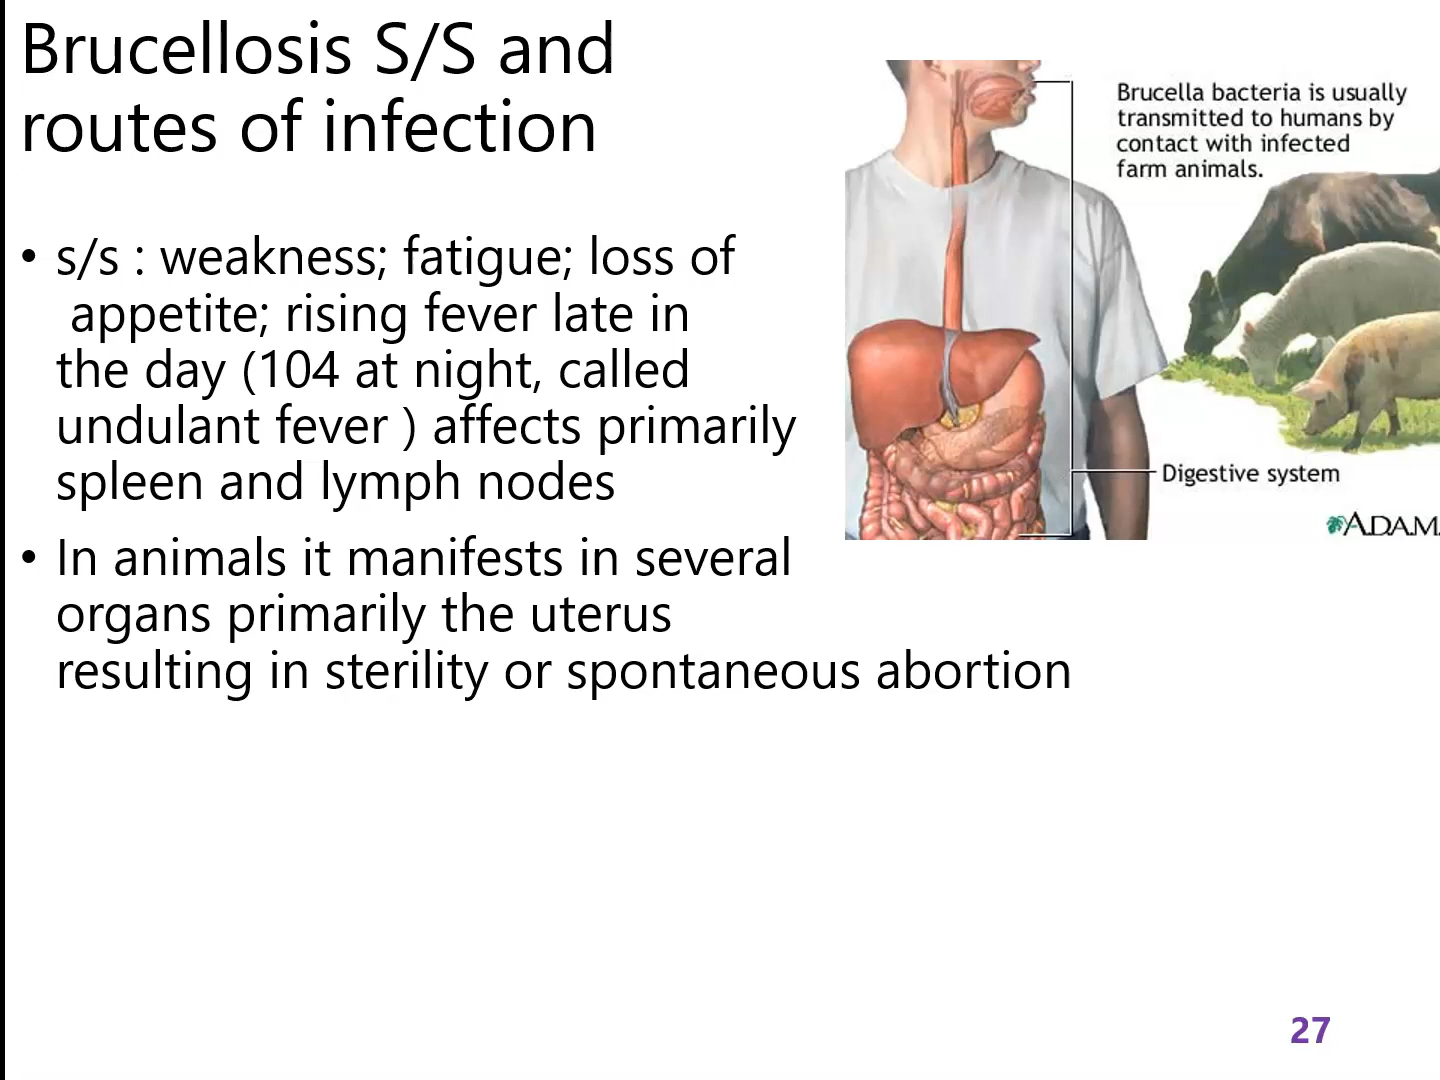 Brucellosis S/S and
routes of infection
• s/s : weakness; fatigue; loss of
appetite; rising fever late in
the day (104 at night, called
undulant fever ) affects primarily
spleen and lymph nodes
• In animals it manifests in several
organs primarily the uterus
resulting in sterility or spontaneous abortion
Brucella bacteria is usually
transmitted to humans by
contact with infected
farm animals.
Digestive system
A.D.A.M.
27